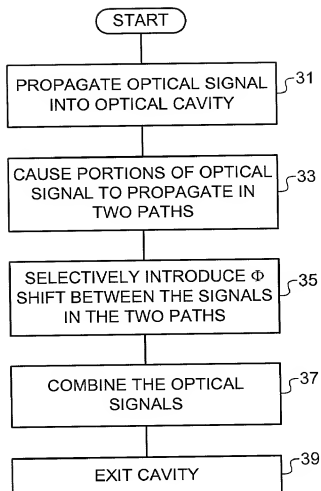 START
PROPAGATE OPTICAL SIGNAL
INTO OPTICAL CAVITY
31
CAUSE PORTIONS OF OPTICAL
SIGNAL TO PROPAGATE IN
TWO PATHS
33
SELECTIVELY INTRODUCE Φ
SHIFT BETWEEN THE SIGNALS
IN THE TWO PATHS
35
COMBINE THE OPTICAL
SIGNALS
37
EXIT CAVITY
39